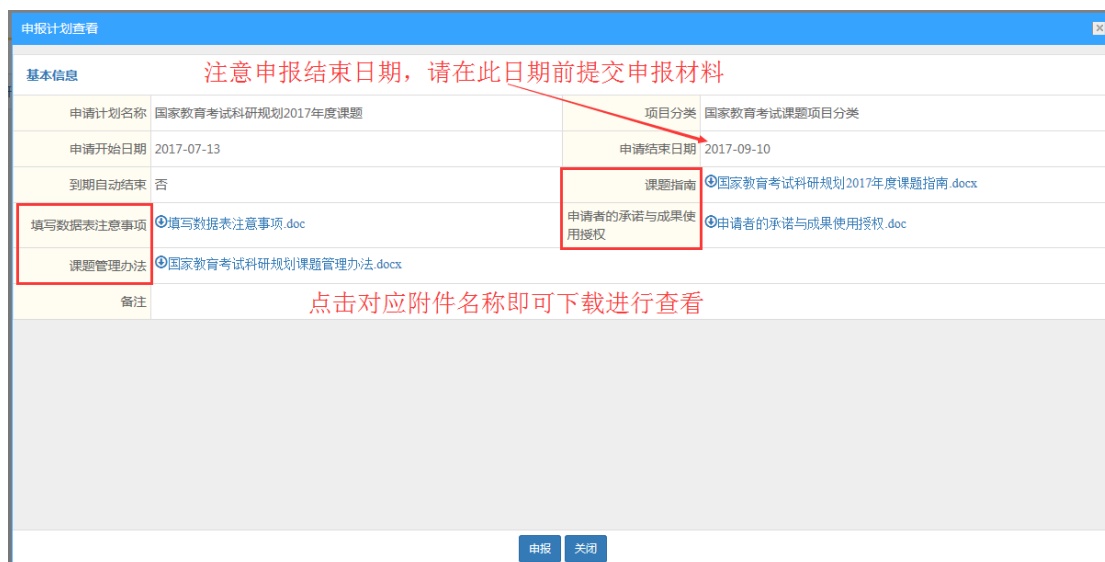 申报计划查看
基本信息
注意申报结束日期，请在此日期前提交申报材料
申请计划名称 国家教育考试科研规划2017年度课题 项目分类 国家教育考试课题项目分类
申请开始日期 2017-07-13 申请结束日期 2017-09-10
到期自动结束 否 课题指南 国家教育考试科研规划2017年度课题指南.docx
填写数据表注意事项 填写数据表注意事项.doc 申请者的承诺与成果使
用授权 申请者的承诺与成果使用授权.doc
课题管理办法 国家教育考试科研规划课题管理办法.docx
备注
点击对应附件名称即可下载进行查看
申报 关闭